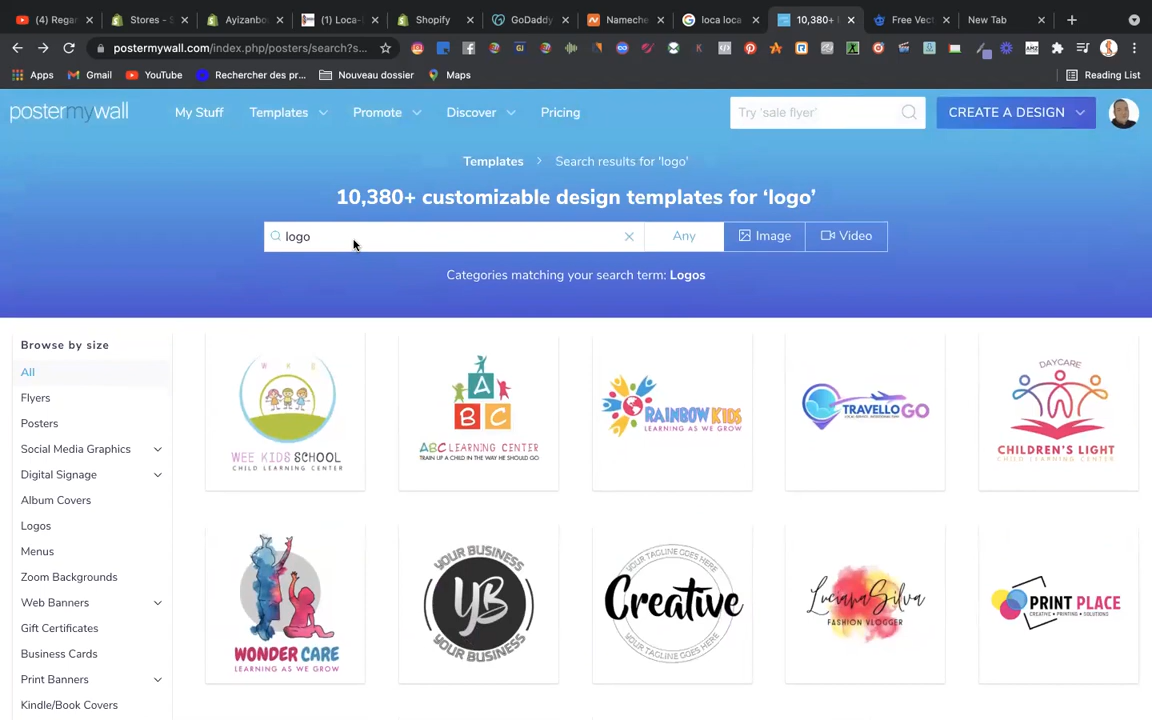 (4) Regar
Stores - S
Ayizanbo
Loca-
Shopify
GoDaddy
Nameche
loca loca
10,380+
Free Vect
New Tab
postermywall.com/index.php/posters/search?s...
Apps
Gmail
YouTube
Rechercher des pr...
Nouveau dossier
Maps
Reading List
postermywall
My Stuff
Templates
Promote
Discover
Pricing
Try 'sale flyer'
CREATE A DESIGN
Templates > Search results for 'logo'
10,380+ customizable design templates for ‘logo’
logo
Any
Image
Video
Categories matching your search term: Logos
Browse by size
All
Flyers
Posters
Social Media Graphics
Digital Signage
Album Covers
Logos
Menus
Zoom Backgrounds
Web Banners
Gift Certificates
Business Cards
Print Banners
Kindle/Book Covers
W K S
WEE KIDS SCHOOL
CHILD LEARNING CENTER
A
B C
ABC LEARNING CENTER
TRAIN UP A CHILD IN THE WAY HE SHOULD GO
RAINBOW KIDS
LEARNING AS WE GROW
TRAVELLO GO
DAYCARE
CHILDREN'S LIGHT
CHILD LEARNING CENTER
WONDER CARE
LEARNING AS WE GROW
YOUR BUSINESS
YB
YOUR BUSINESS
YOUR TAGLINE GOES HERE
Creative
YOUR TAGLINE GOES HERE
Luciana Silva
FASHION VLOGGER
PRINT PLACE
CREATIVE • PRINTING • SOLUTIONS